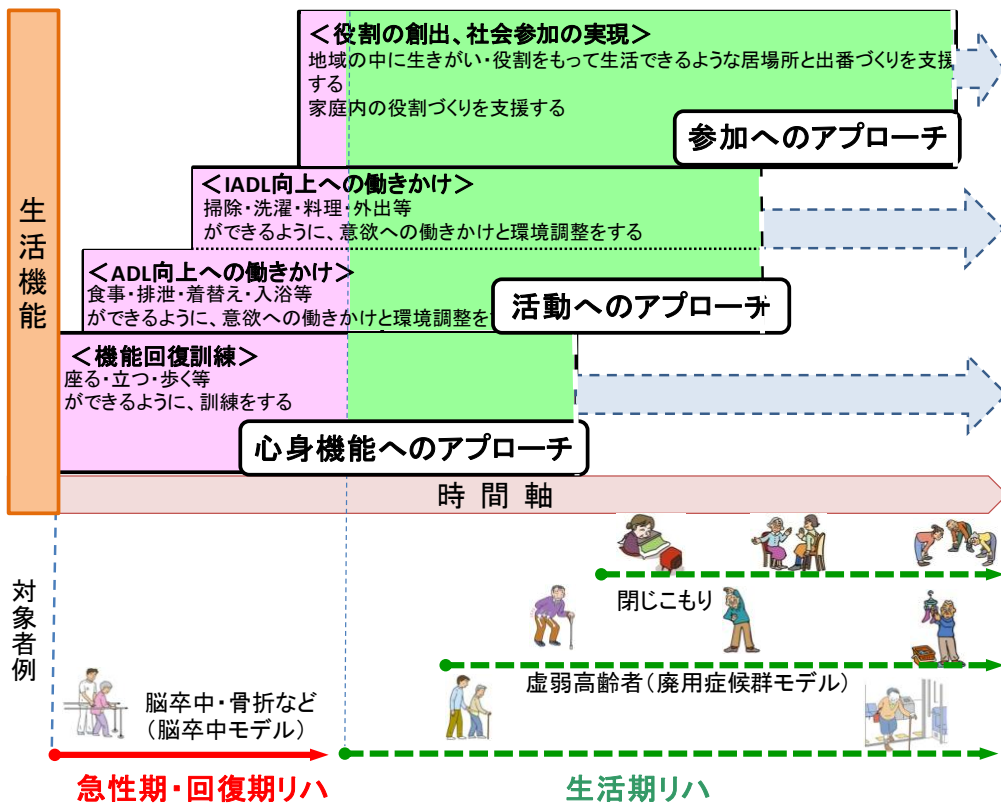 <役割の創出、社会参加の実現>
地域の中に生きがい・役割をもって生活できるような居場所と出番づくりを支援
する
家庭内の役割づくりを支援する
参加へのアプローチ
<IADL向上への働きかけ>
掃除・洗濯・料理・外出等
ができるように、意欲への働きかけと環境調整をする
<ADL向上への働きかけ>
食事・排泄・着替え・入浴等
ができるように、意欲への働きかけと環境調整を
活動へのアプローチ
生活機能
<機能回復訓練>
座る・立つ・歩く等
ができるように、訓練をする
心身機能へのアプローチ
時間軸
対象者例
閉じこもり
虚弱高齢者(廃用症候群モデル)
脳卒中・骨折など
(脳卒中モデル)
急性期・回復期リハ
生活期リハ